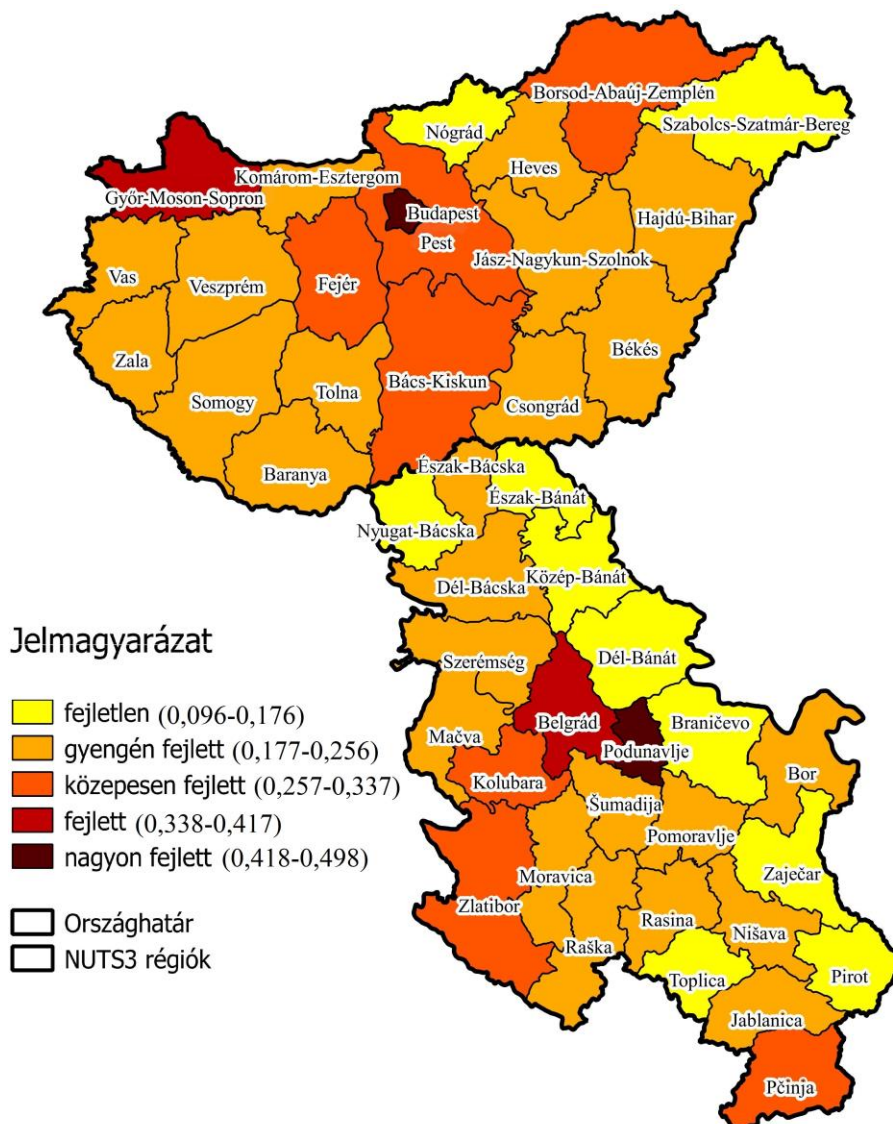 Borsod-Abaúj-Zemplén
Szabolcs-Szatmár-Bereg
Nógrád
Heves
Komárom-Esztergom
Győr-Moson-Sopron
Budapest
Hajdú-Bihar
Pest
Jász-Nagykun-Szolnok
Vas
Veszprém
Fejér
Békés
Zala
Bács-Kiskun
Tolna
Somogy
Csongrád
Baranya
Észak-Bácska
Észak-Bánát
Nyugat-Bácska
Közép-Bánát
Dél-Bácska
Dél-Bánát
Szerémség
Belgrád
Braničevo
Mačva
Podunavlje
Bor
Kolubara
Šumadija
Pomoravlje
Zaječar
Moravica
Zlatibor
Rasina
Nišava
Raška
Toplica
Pirot
Jablanica
Pčinja
Jelmagyarázat
fejletlen (0,096-0,176)
gyengén fejlett (0,177-0,256)
közepesen fejlett (0,257-0,337)
fejlett (0,338-0,417)
nagyon fejlett (0,418-0,498)
Országhatár
NUTS3 régiók